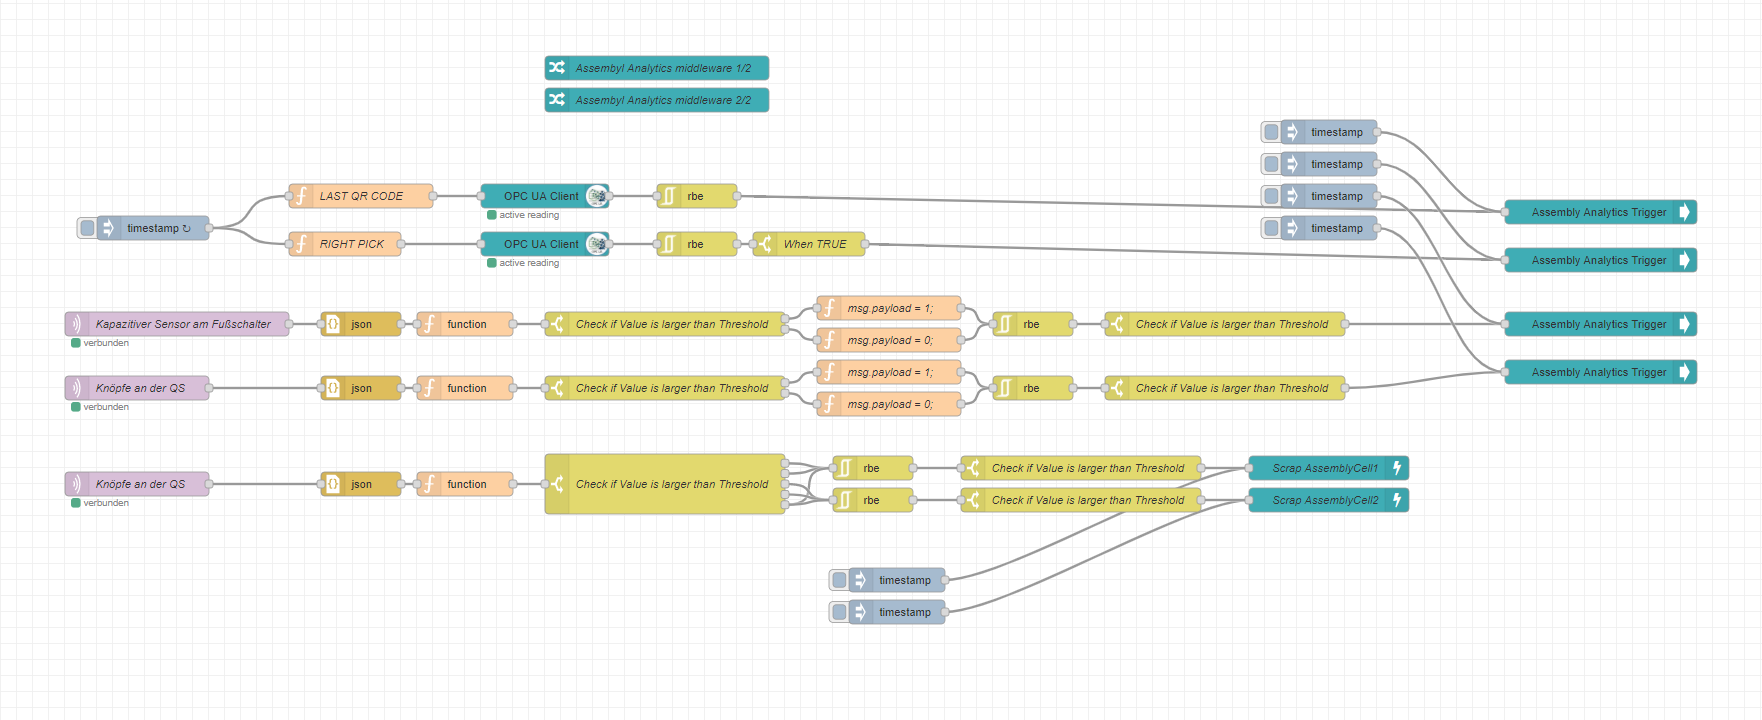 Assembyl Analytics middleware 1/2
Assembyl Analytics middleware 2/2
timestamp
timestamp
LAST QR CODE
OPC UA Client
rbe
timestamp
active reading
Assembly Analytics Trigger
timestamp ↻
timestamp
RIGHT PICK
OPC UA Client
rbe
When TRUE
active reading
Assembly Analytics Trigger
msg.payload = 1;
Kapazitiver Sensor am Fußschalter
json
function
Check if Value is larger than Threshold
rbe
Check if Value is larger than Threshold
Assembly Analytics Trigger
verbunden
msg.payload = 0;
msg.payload = 1;
Assembly Analytics Trigger
Knöpfe an der QS
json
function
Check if Value is larger than Threshold
rbe
Check if Value is larger than Threshold
verbunden
msg.payload = 0;
rbe
Check if Value is larger than Threshold
Scrap AssemblyCell1
Knöpfe an der QS
json
function
Check if Value is larger than Threshold
verbunden
rbe
Check if Value is larger than Threshold
Scrap AssemblyCell2
timestamp
timestamp